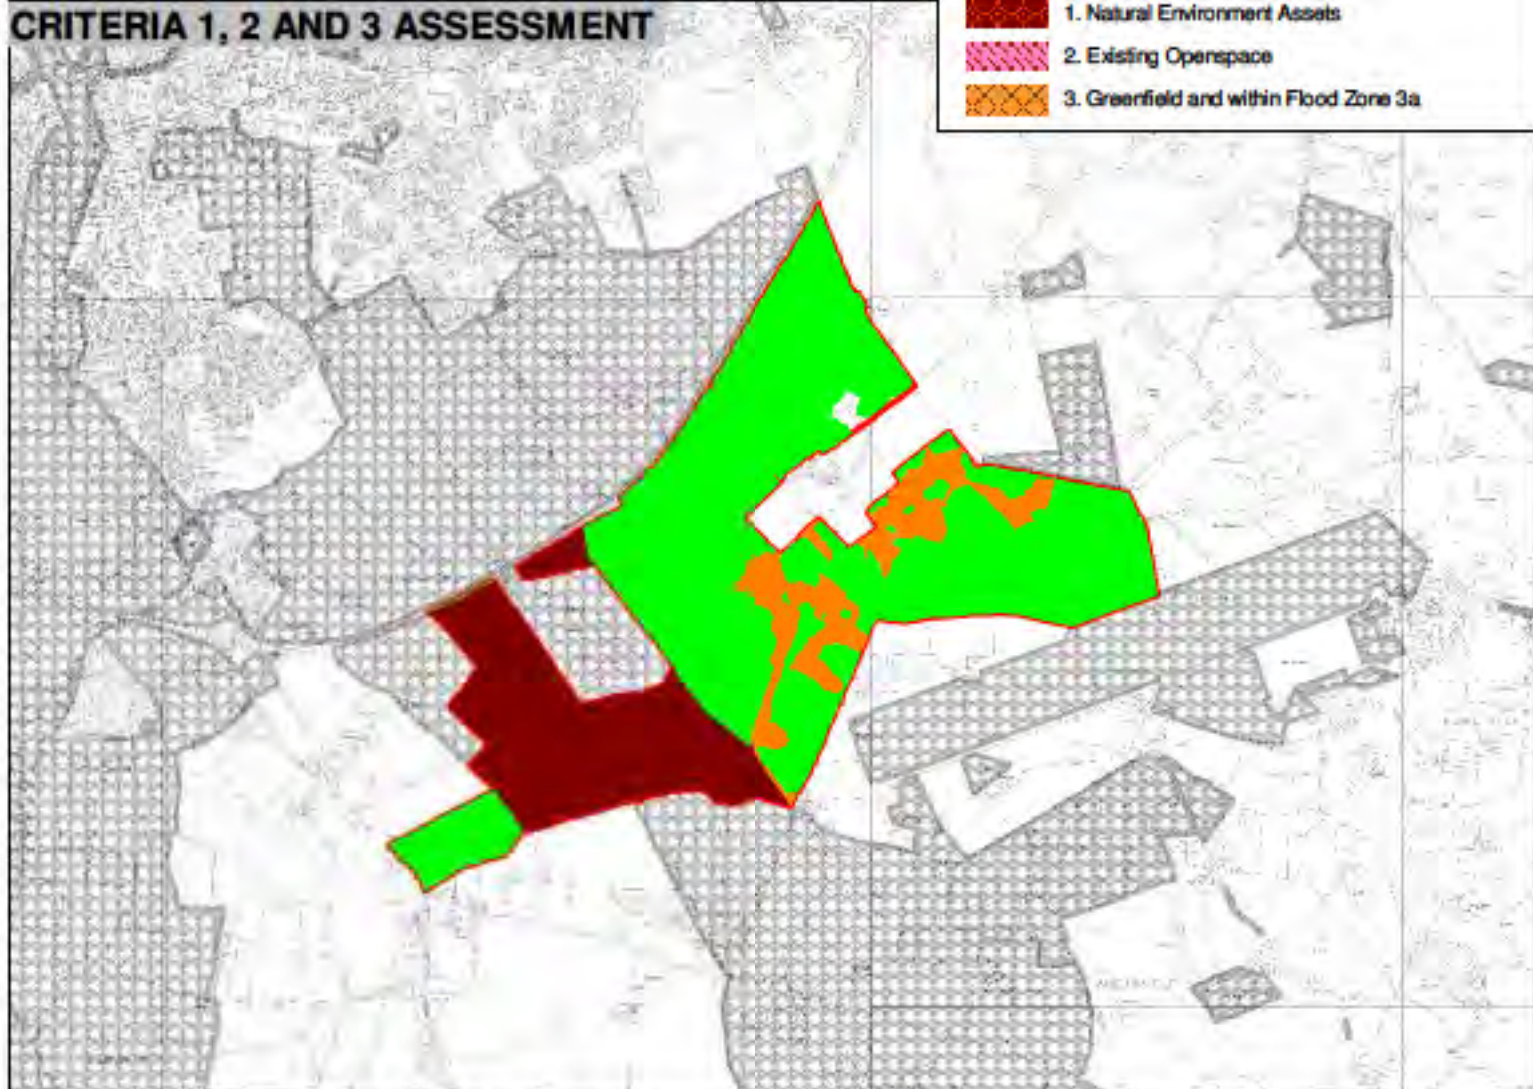 CRITERIA 1, 2 AND 3 ASSESSMENT
1. Natural Environment Assets
2. Existing Openspace
3. Greenfield and within Flood Zone 3a